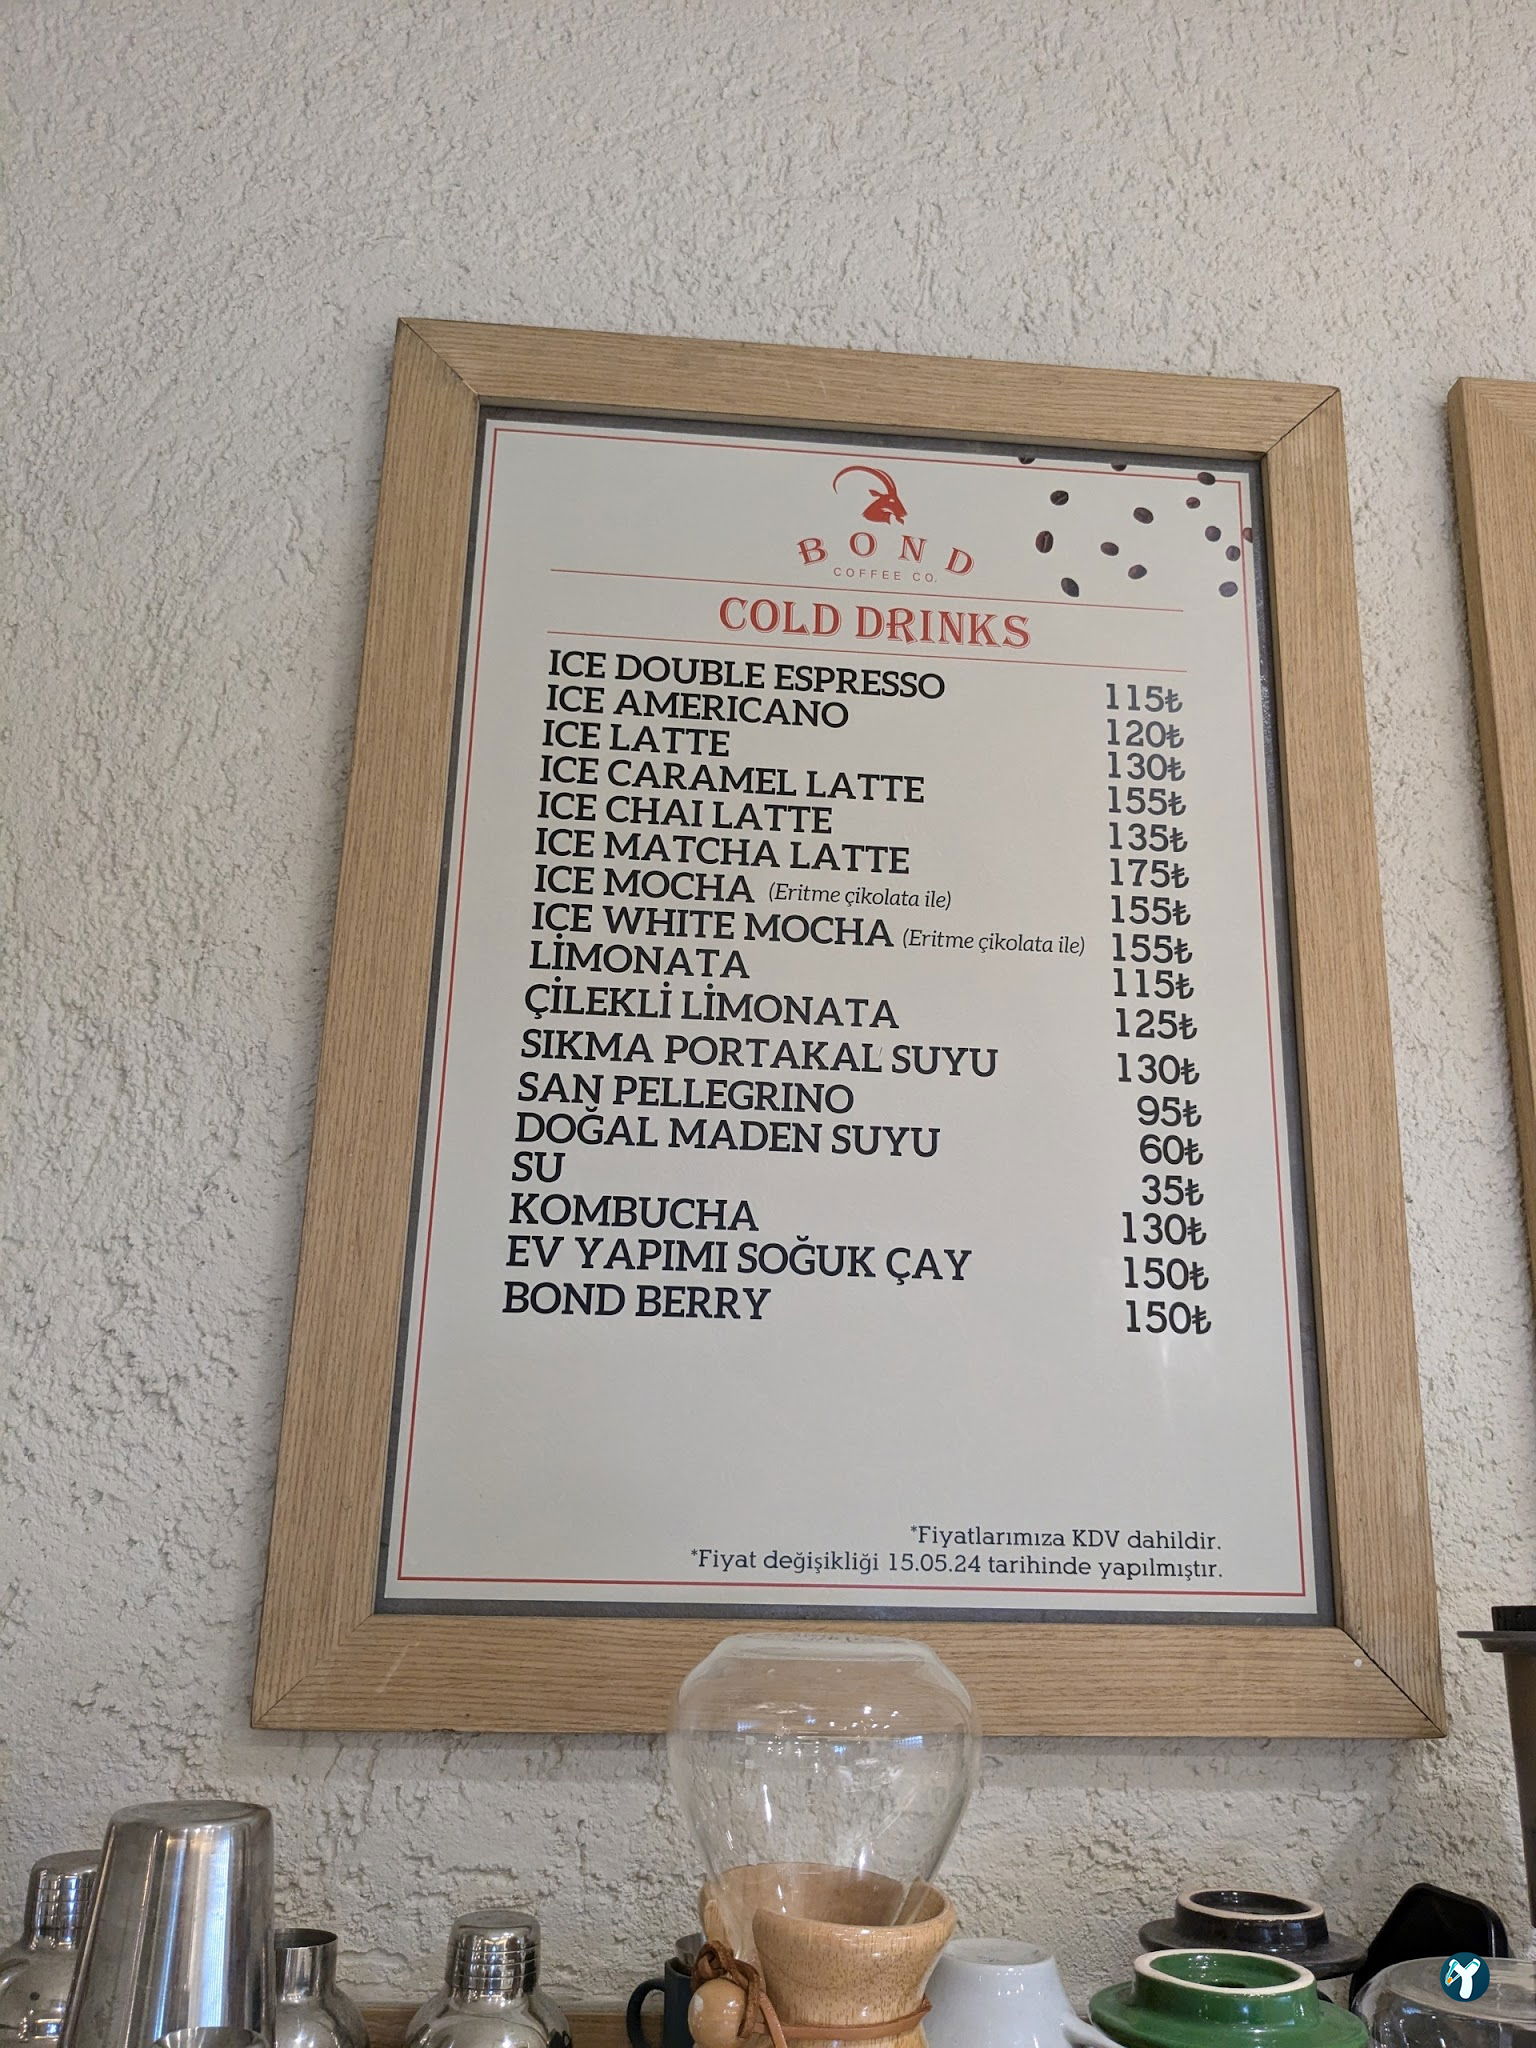 BOND
COFFEE CO.
COLD DRINKS
ICE DOUBLE ESPRESSO 115₺
ICE AMERICANO 120₺
ICE LATTE 130₺
ICE CARAMEL LATTE 155₺
ICE CHAI LATTE 135₺
ICE MATCHA LATTE 175₺
ICE MOCHA (Eritme çikolata ile) 155₺
ICE WHITE MOCHA (Eritme çikolata ile) 155₺
LİMONATA 115₺
ÇİLEKLİ LİMONATA 125₺
SIKMA PORTAKAL SUYU 130₺
SAN PELLEGRINO 95₺
DOĞAL MADEN SUYU 60₺
SU 35₺
KOMBUCHA 130₺
EV YAPIMI SOĞUK ÇAY 150₺
BOND BERRY 150₺
*Fiyatlarımıza KDV dahildir.
*Fiyat değişikliği 15.05.24 tarihinde yapılmıştır.